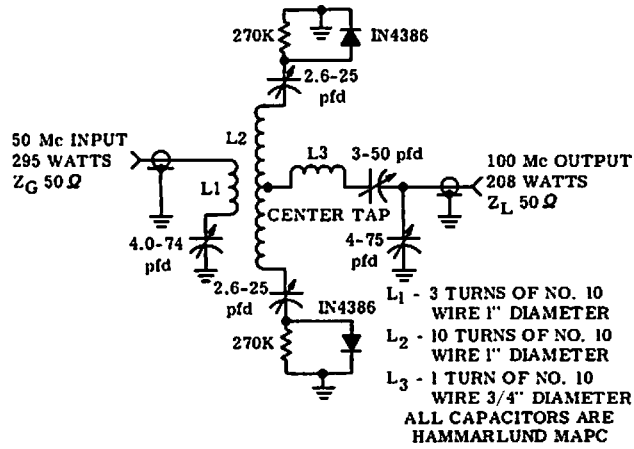 270K
IN4386
2.6-25
pfd
50 Mc INPUT
295 WATTS
ZG 50Ω
L2
L1
L3
3-50 pfd
100 Mc OUTPUT
208 WATTS
ZL 50Ω
CENTER TAP
4.0-74
pfd
4-75
pfd
2.6-25
pfd
IN4386
270K
L1 - 3 TURNS OF NO. 10
WIRE 1" DIAMETER
L2 - 10 TURNS OF NO. 10
WIRE 1" DIAMETER
L3 - 1 TURN OF NO. 10
WIRE 3/4" DIAMETER
ALL CAPACITORS ARE
HAMMARLUND MAPC